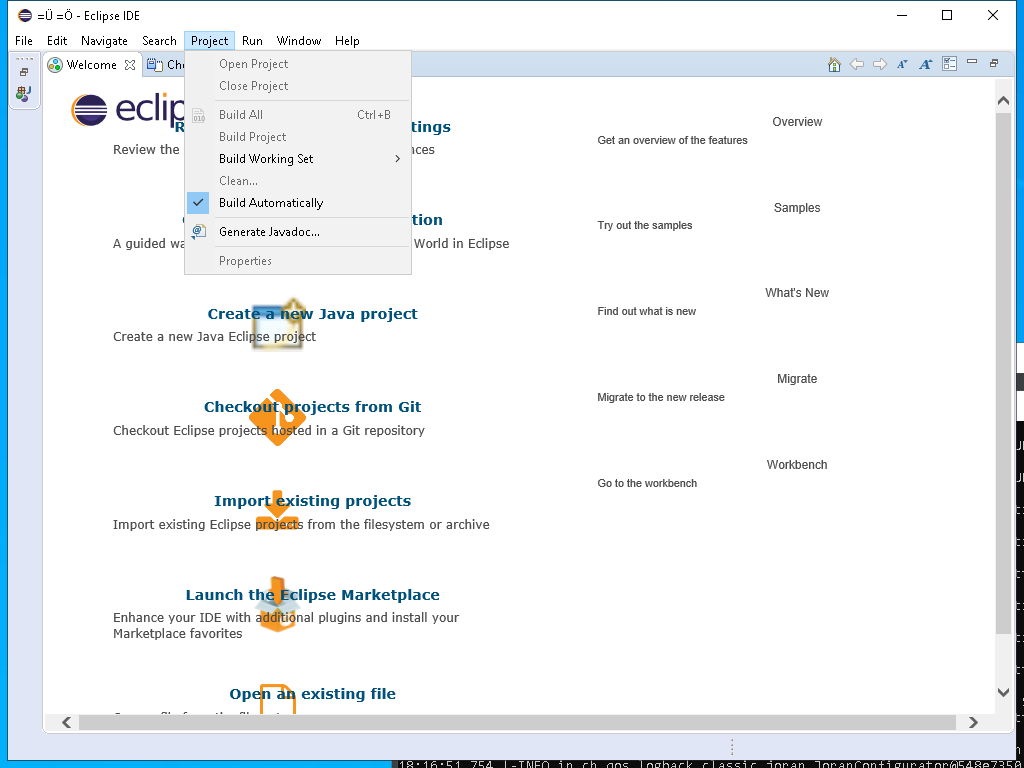 =Ü =Ö - Eclipse IDE
File Edit Navigate Search Project Run Window Help
Welcome
Open Project
Close Project
Build All Ctrl+B
Build Project
Build Working Set
Clean...
Build Automatically
Generate Javadoc...
Properties
eclip
tings
Review the
ences
tion
A guided wa
World in Eclipse
Create a new Java project
Create a new Java Eclipse project
Checkout projects from Git
Checkout Eclipse projects hosted in a Git repository
Import existing projects
Import existing Eclipse projects from the filesystem or archive
Launch the Eclipse Marketplace
Enhance your IDE with additional plugins and install your
Marketplace favorites
Open an existing file
Overview
Get an overview of the features
Samples
Try out the samples
What's New
Find out what is new
Migrate
Migrate to the new release
Workbench
Go to the workbench
18:16:51,754 |-INFO in ch.qos.logback.classic.joran.JoranConfigurator@548e7350